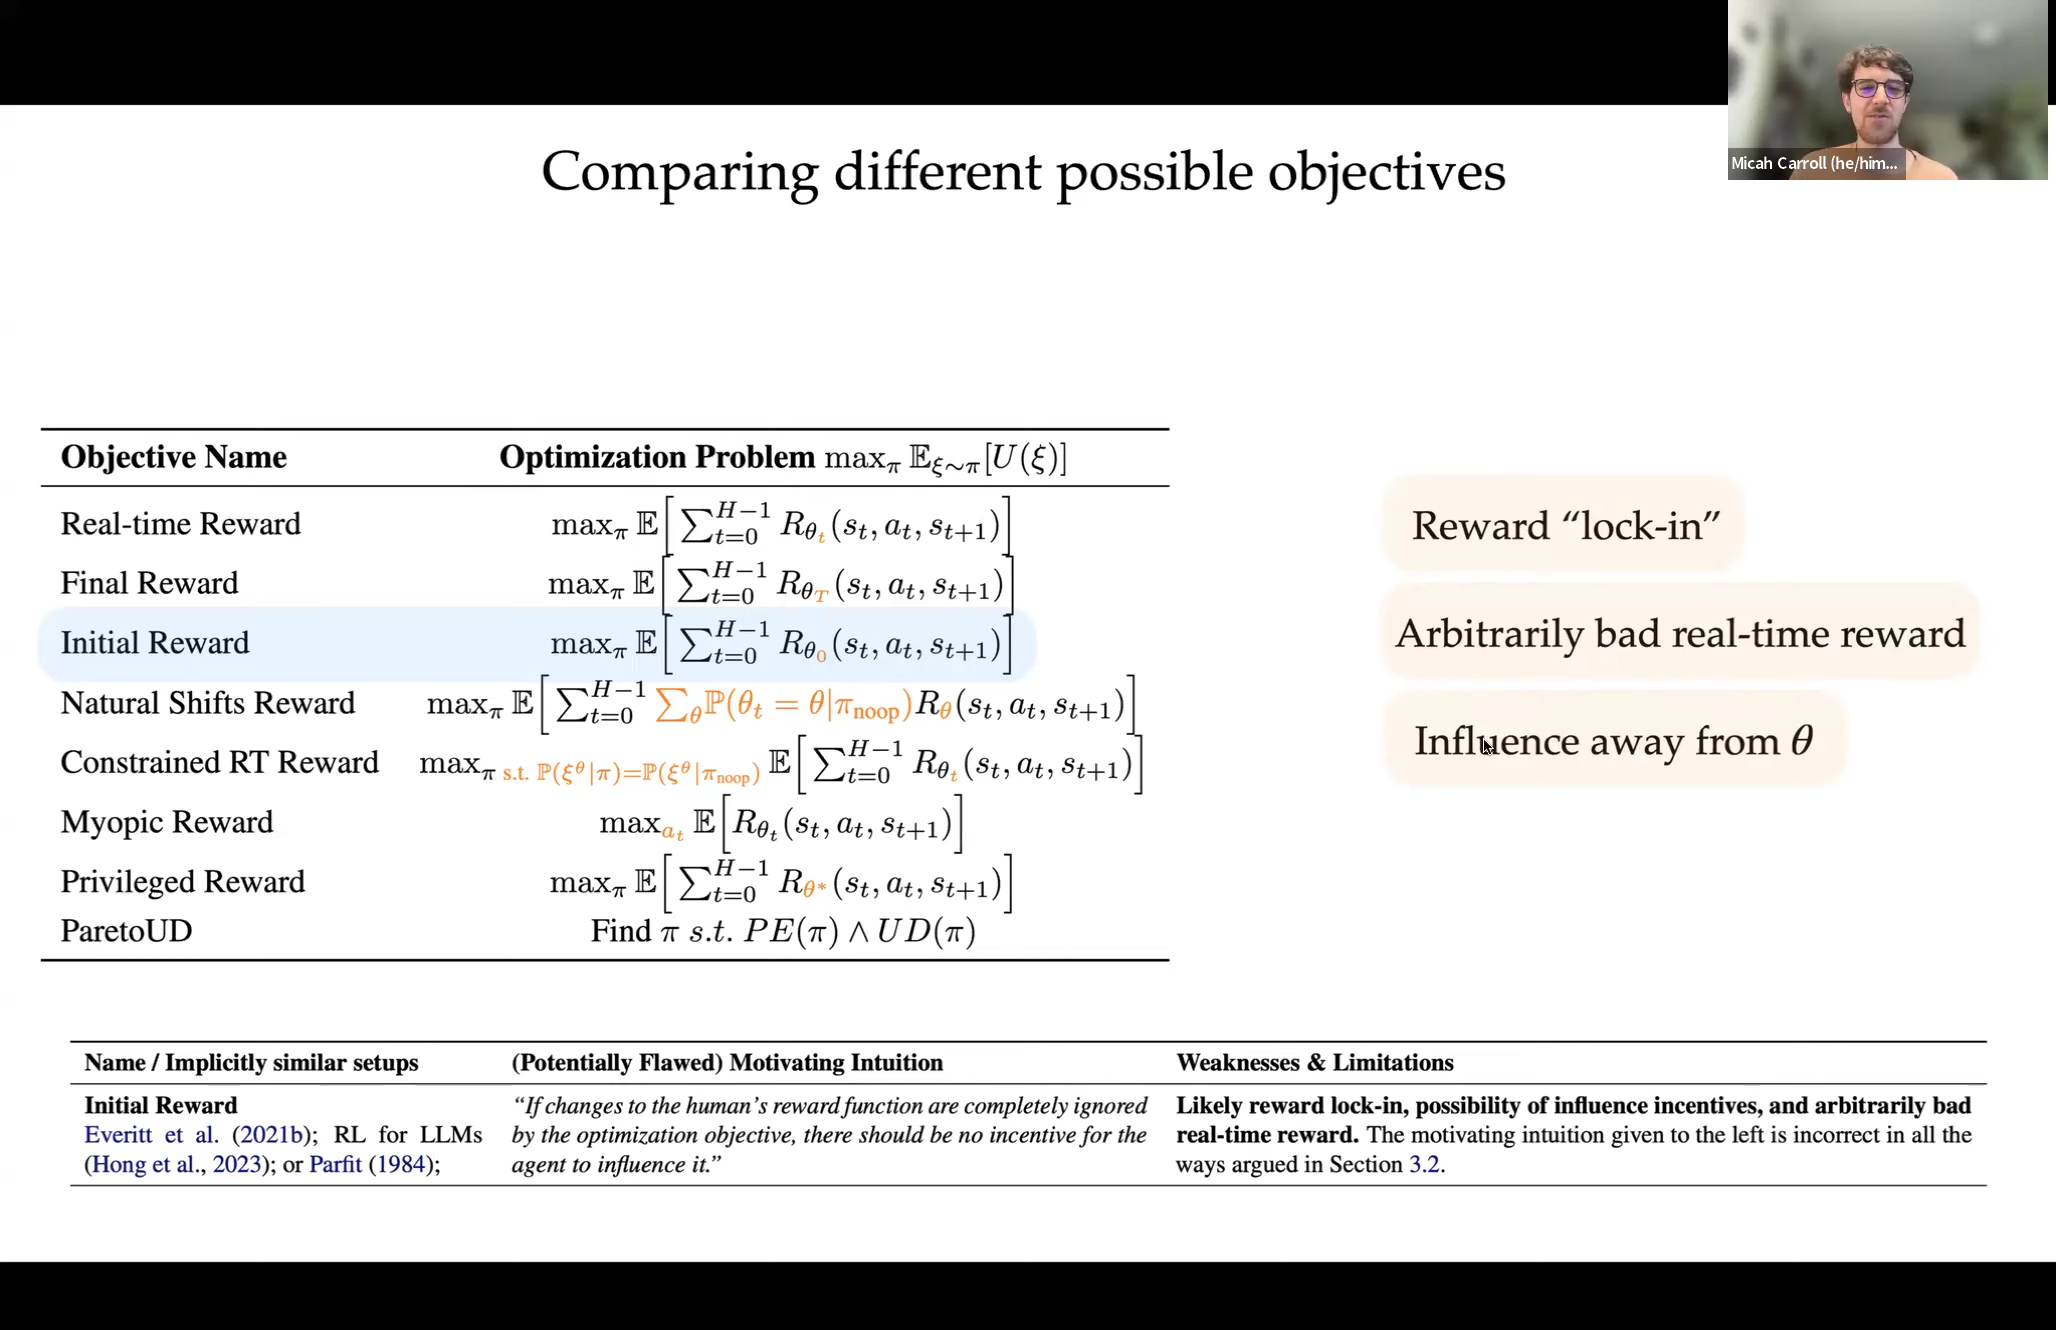 Micah Carroll (he/him...
Comparing different possible objectives
Objective Name Optimization Problem max_π 𝔼_{ξ∼π}[U(ξ)]
Real-time Reward max_π 𝔼[∑_{t=0}^{H−1} R_{θ_t}(s_t, a_t, s_{t+1})]
Final Reward max_π 𝔼[∑_{t=0}^{H−1} R_{θ_T}(s_t, a_t, s_{t+1})]
Initial Reward max_π 𝔼[∑_{t=0}^{H−1} R_{θ_0}(s_t, a_t, s_{t+1})]
Natural Shifts Reward max_π 𝔼[∑_{t=0}^{H−1} ∑_θ ℙ(θ_t = θ|π_noop)R_θ(s_t, a_t, s_{t+1})]
Constrained RT Reward max_{π s.t. ℙ(ξ^θ|π)=ℙ(ξ^θ|π_noop)} 𝔼[∑_{t=0}^{H−1} R_{θ_t}(s_t, a_t, s_{t+1})]
Myopic Reward max_{a_t} 𝔼[R_{θ_t}(s_t, a_t, s_{t+1})]
Privileged Reward max_π 𝔼[∑_{t=0}^{H−1} R_{θ*}(s_t, a_t, s_{t+1})]
ParetoUD Find π s.t. PE(π) ∧ UD(π)
Reward “lock-in”
Arbitrarily bad real-time reward
Influence away from θ
Name / Implicitly similar setups (Potentially Flawed) Motivating Intuition Weaknesses & Limitations
Initial Reward
Everitt et al. (2021b); RL for LLMs
(Hong et al., 2023); or Parfit (1984);
“If changes to the human’s reward function are completely ignored
by the optimization objective, there should be no incentive for the
agent to influence it.”
Likely reward lock-in, possibility of influence incentives, and arbitrarily bad
real-time reward. The motivating intuition given to the left is incorrect in all the
ways argued in Section 3.2.